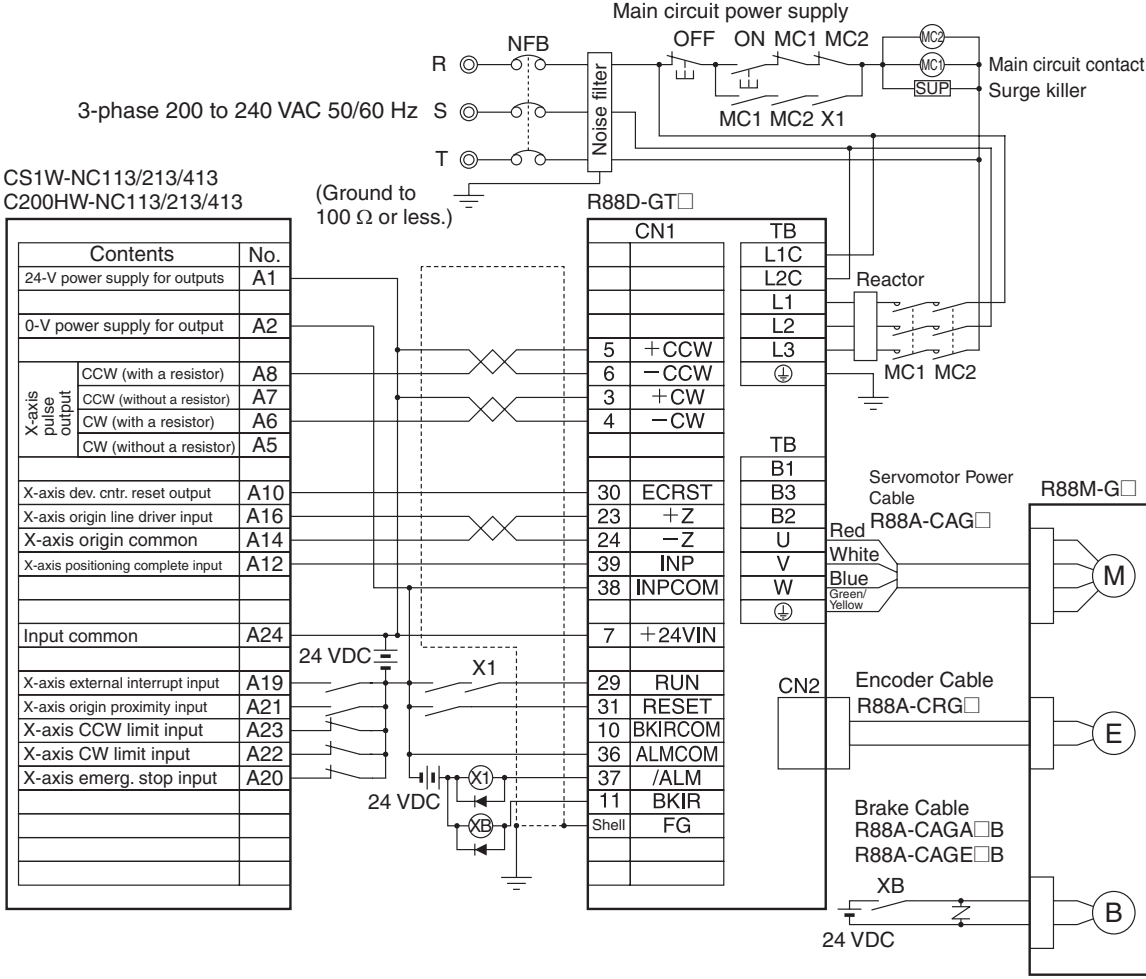 Main circuit power supply
OFF ON MC1 MC2
MC2
MC1
SUP
Main circuit contact
Surge killer
MC1 MC2 X1
NFB
R
S
T
3-phase 200 to 240 VAC 50/60 Hz
Noise filter
(Ground to
100 Ω or less.)
CS1W-NC113/213/413
C200HW-NC113/213/413
Contents No.
24-V power supply for outputs A1
0-V power supply for output A2
X-axis
pulse
output
CCW (with a resistor) A8
CCW (without a resistor) A7
CW (with a resistor) A6
CW (without a resistor) A5
X-axis dev. cntr. reset output A10
X-axis origin line driver input A16
X-axis origin common A14
X-axis positioning complete input A12
Input common A24
X-axis external interrupt input A19
X-axis origin proximity input A21
X-axis CCW limit input A23
X-axis CW limit input A22
X-axis emerg. stop input A20
24 VDC
X1
24 VDC
X1
XB
R88D-GT□
CN1
5 +CCW
6 −CCW
3 +CW
4 −CW
30 ECRST
23 +Z
24 −Z
39 INP
38 INPCOM
7 +24VIN
29 RUN
31 RESET
10 BKIRCOM
36 ALMCOM
37 /ALM
11 BKIR
Shell FG
TB
L1C
L2C
L1
L2
L3
Reactor
MC1 MC2
TB
B1
B3
B2
U
V
W
Red
White
Blue
Green/
Yellow
Servomotor Power
Cable
R88A-CAG□
R88M-G□
M
CN2
Encoder Cable
R88A-CRG□
E
Brake Cable
R88A-CAGA□B
R88A-CAGE□B
XB
24 VDC
B